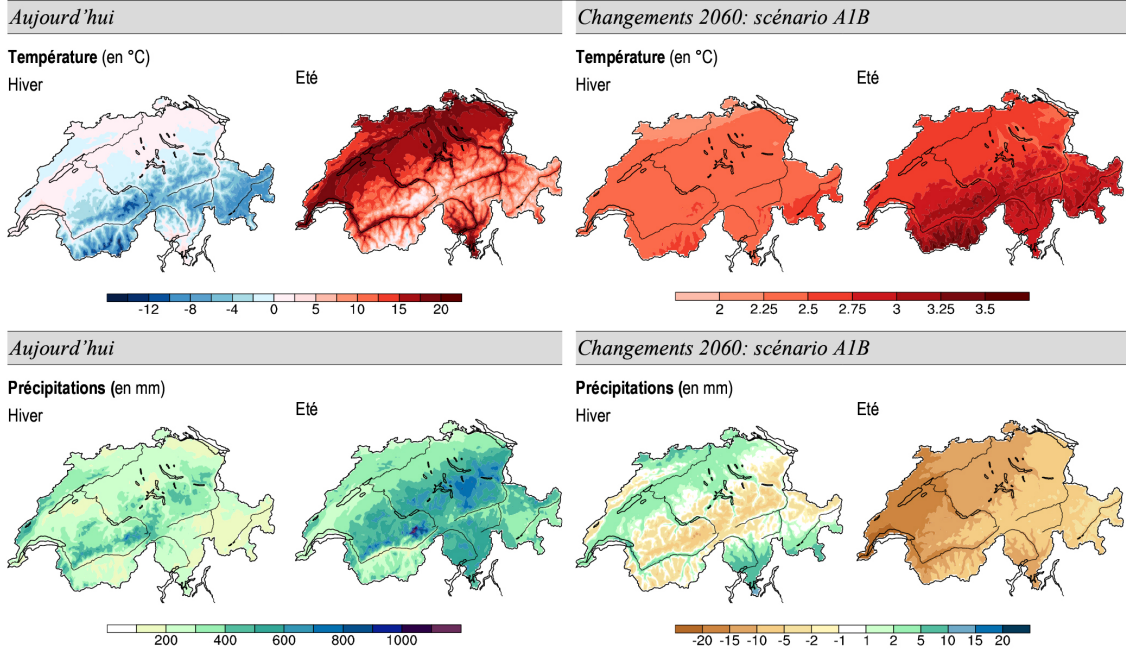 Aujourd’hui
Changements 2060: scénario A1B
Température (en °C)
Température (en °C)
Hiver
Eté
Hiver
Eté
-12 -8 -4 0 5 10 15 20
2 2.25 2.5 2.75 3 3.25 3.5
Aujourd’hui
Changements 2060: scénario A1B
Précipitations (en mm)
Précipitations (en mm)
Hiver
Eté
Hiver
Eté
200 400 600 800 1000
-20 -15 -10 -5 -2 -1 1 2 5 10 15 20